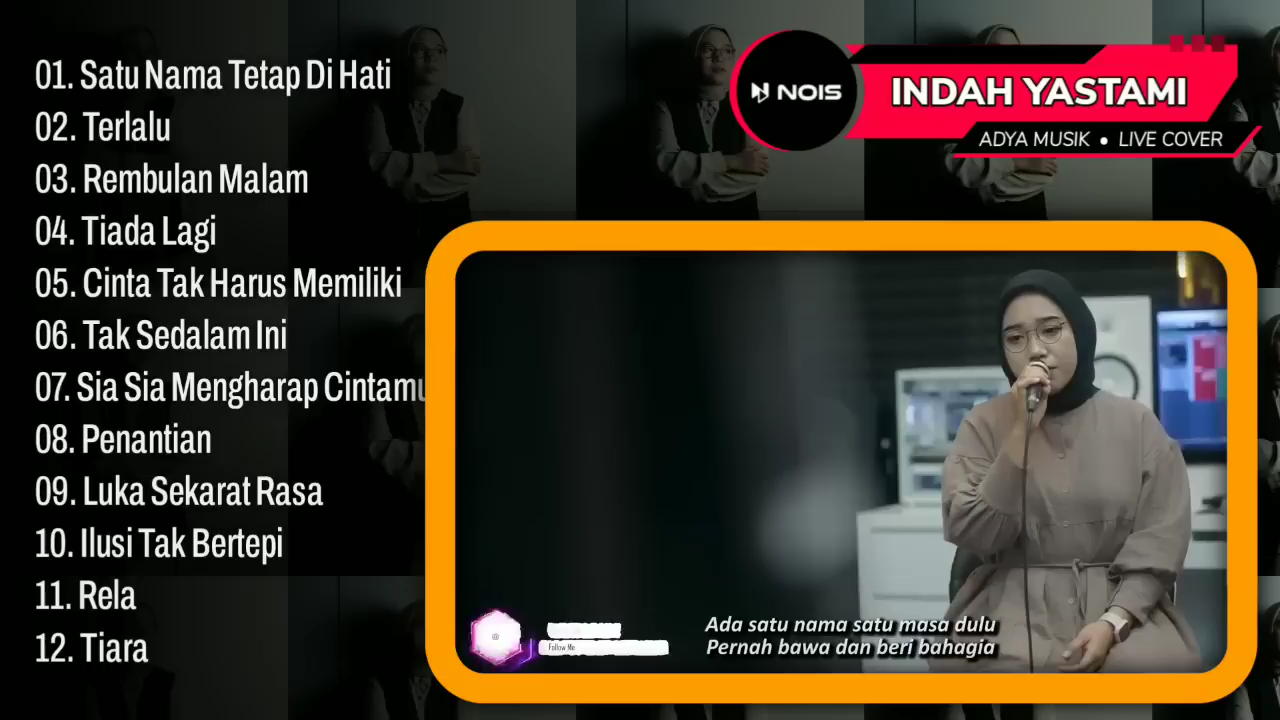 01. Satu Nama Tetap Di Hati
02. Terlalu
03. Rembulan Malam
04. Tiada Lagi
05. Cinta Tak Harus Memiliki
06. Tak Sedalam Ini
07. Sia Sia Mengharap Cintamu
08. Penantian
09. Luka Sekarat Rasa
10. Ilusi Tak Bertepi
11. Rela
12. Tiara
NOIS
INDAH YASTAMI
ADYA MUSIK • LIVE COVER
Follow Me
Ada satu nama satu masa dulu
Pernah bawa dan beri bahagia